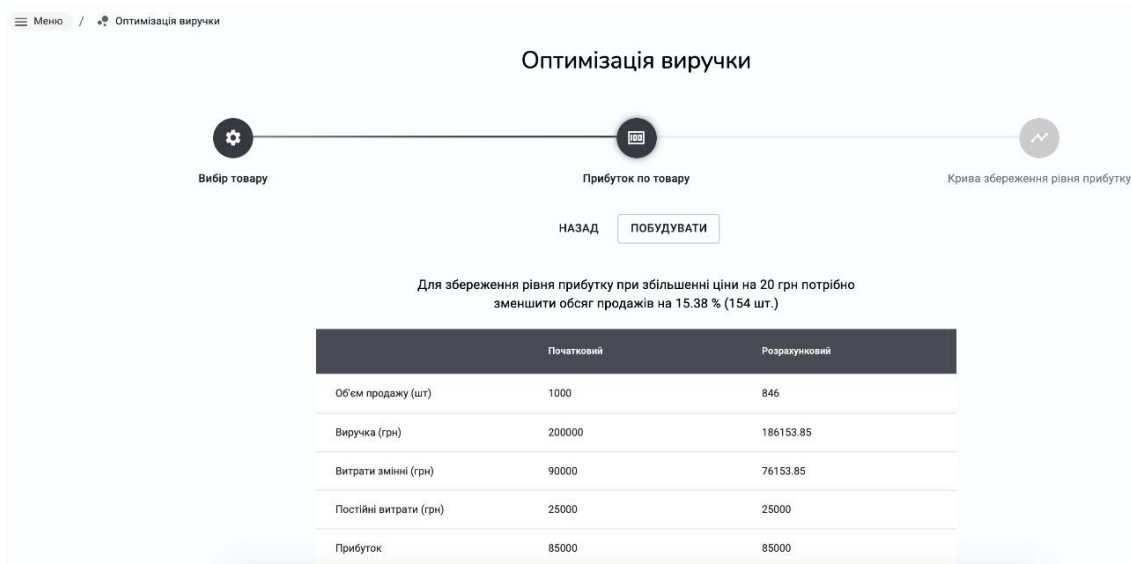 Меню / Оптимізація виручки
Оптимізація виручки
100
Вибір товару Прибуток по товару Крива збереження рівня прибутку
НАЗАД ПОБУДУВАТИ
Для збереження рівня прибутку при збільшенні ціни на 20 грн потрібно
зменшити обсяг продажів на 15.38 % (154 шт.)
Початковий Розрахунковий
Об'єм продажу (шт) 1000 846
Виручка (грн) 200000 186153.85
Витрати змінні (грн) 90000 76153.85
Постійні витрати (грн) 25000 25000
Прибуток 85000 85000